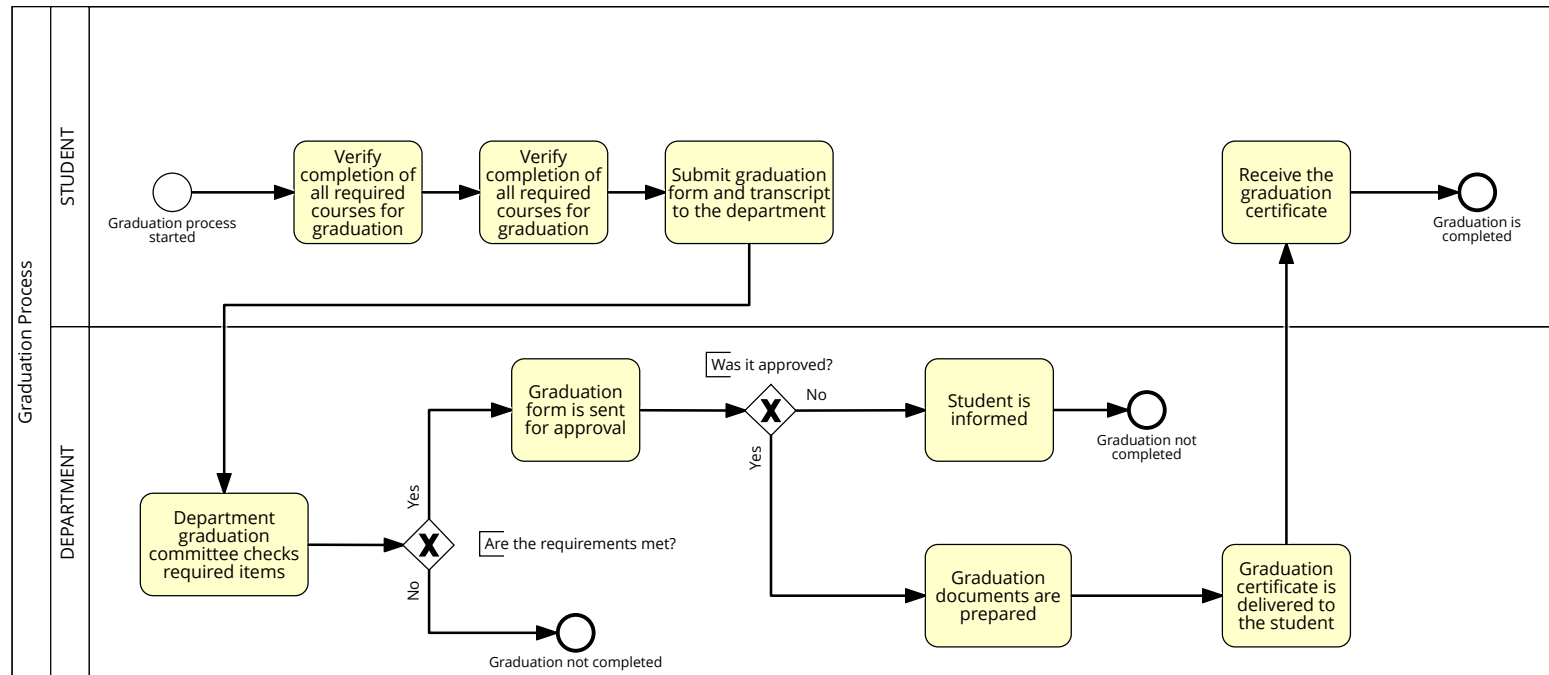 Graduation Process
STUDENT
Graduation process
started
Verify
completion of
all required
courses for
graduation
Verify
completion of
all required
courses for
graduation
Submit graduation
form and transcript
to the department
Receive the
graduation
certificate
Graduation is
completed
DEPARTMENT
Department
graduation
committee checks
required items
Yes
No
Are the requirements met?
Graduation not completed
Graduation
form is sent
for approval
Was it approved?
No
Yes
Student is
informed
Graduation not
completed
Graduation
documents are
prepared
Graduation
certificate is
delivered to
the student